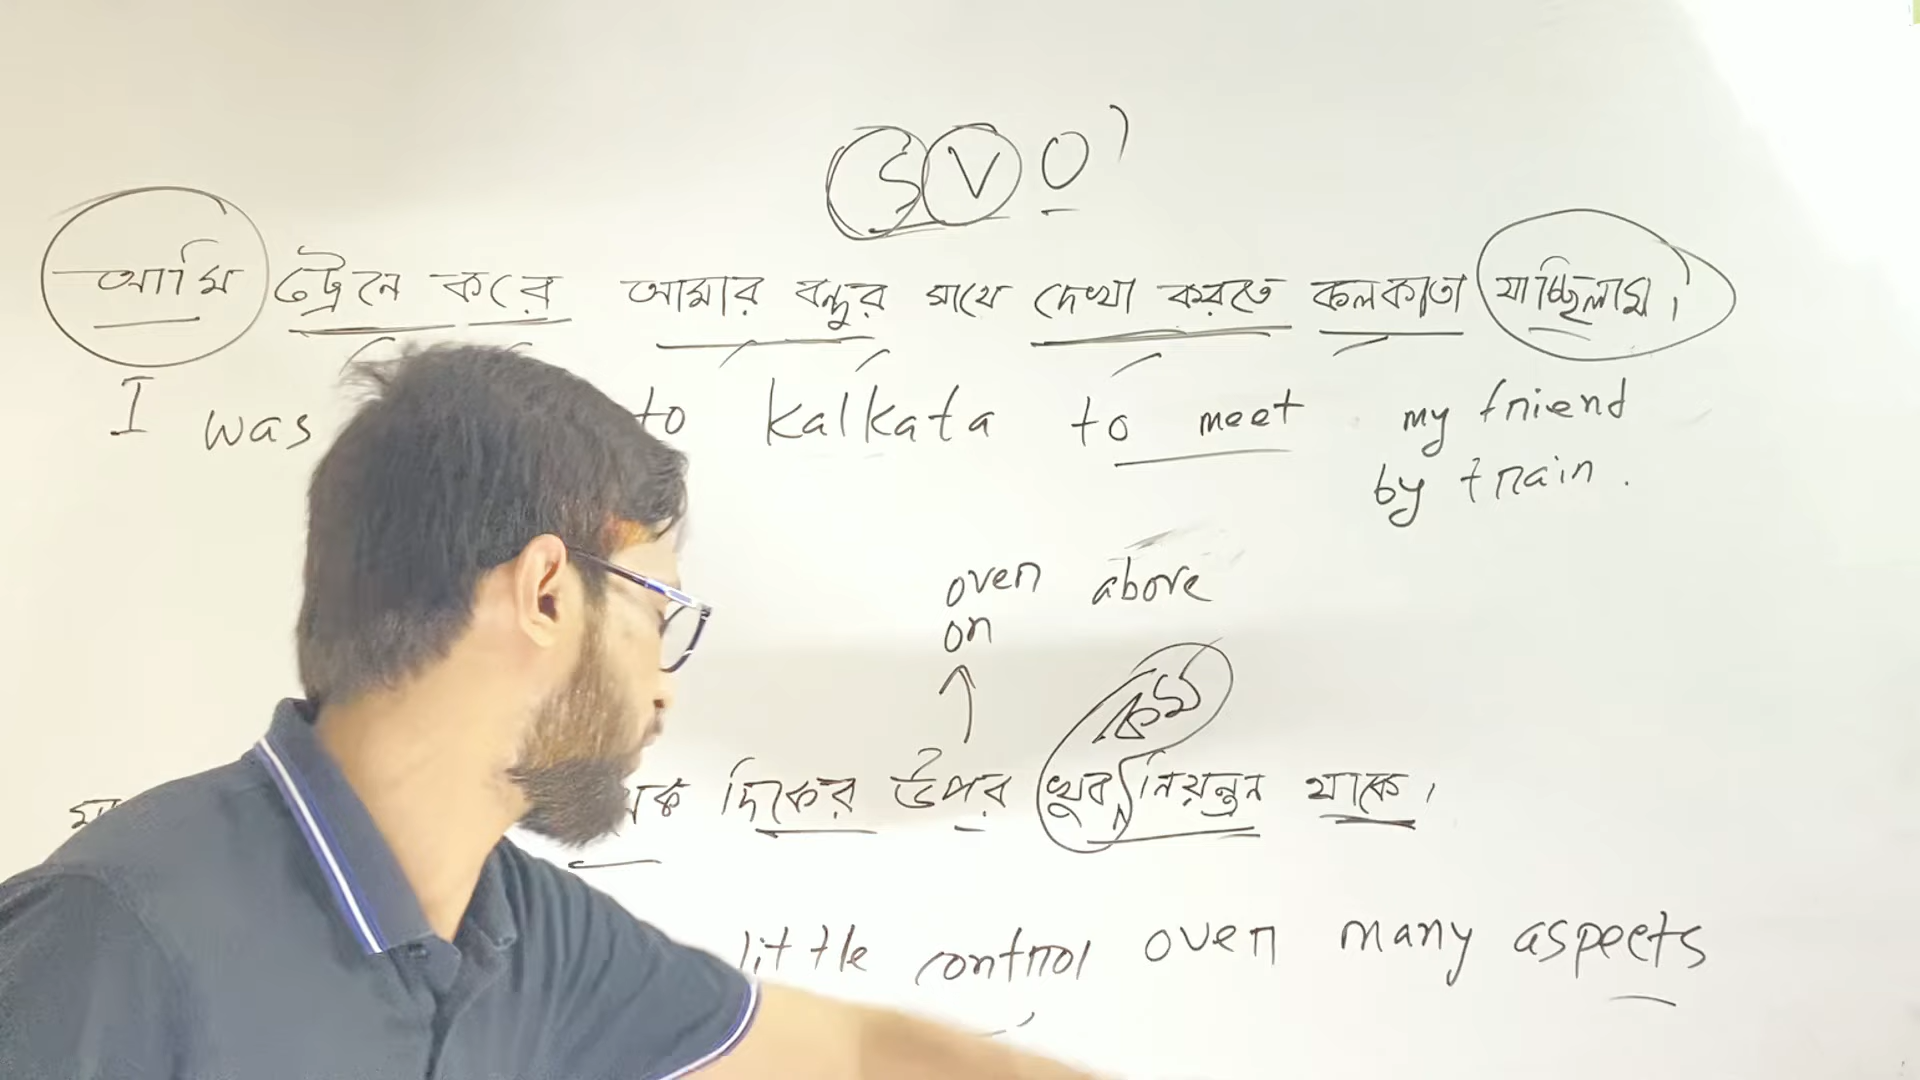 SVO
আমি ট্রেনে করে আমার বন্ধুর সাথে দেখা করতে কলকাতা যাচ্ছিলাম।
I was to Kalkata to meet my friend
by train.
over above
on
কম
দিকের উপর খুব নিয়ন্ত্রন থাকে।
little control over many aspects